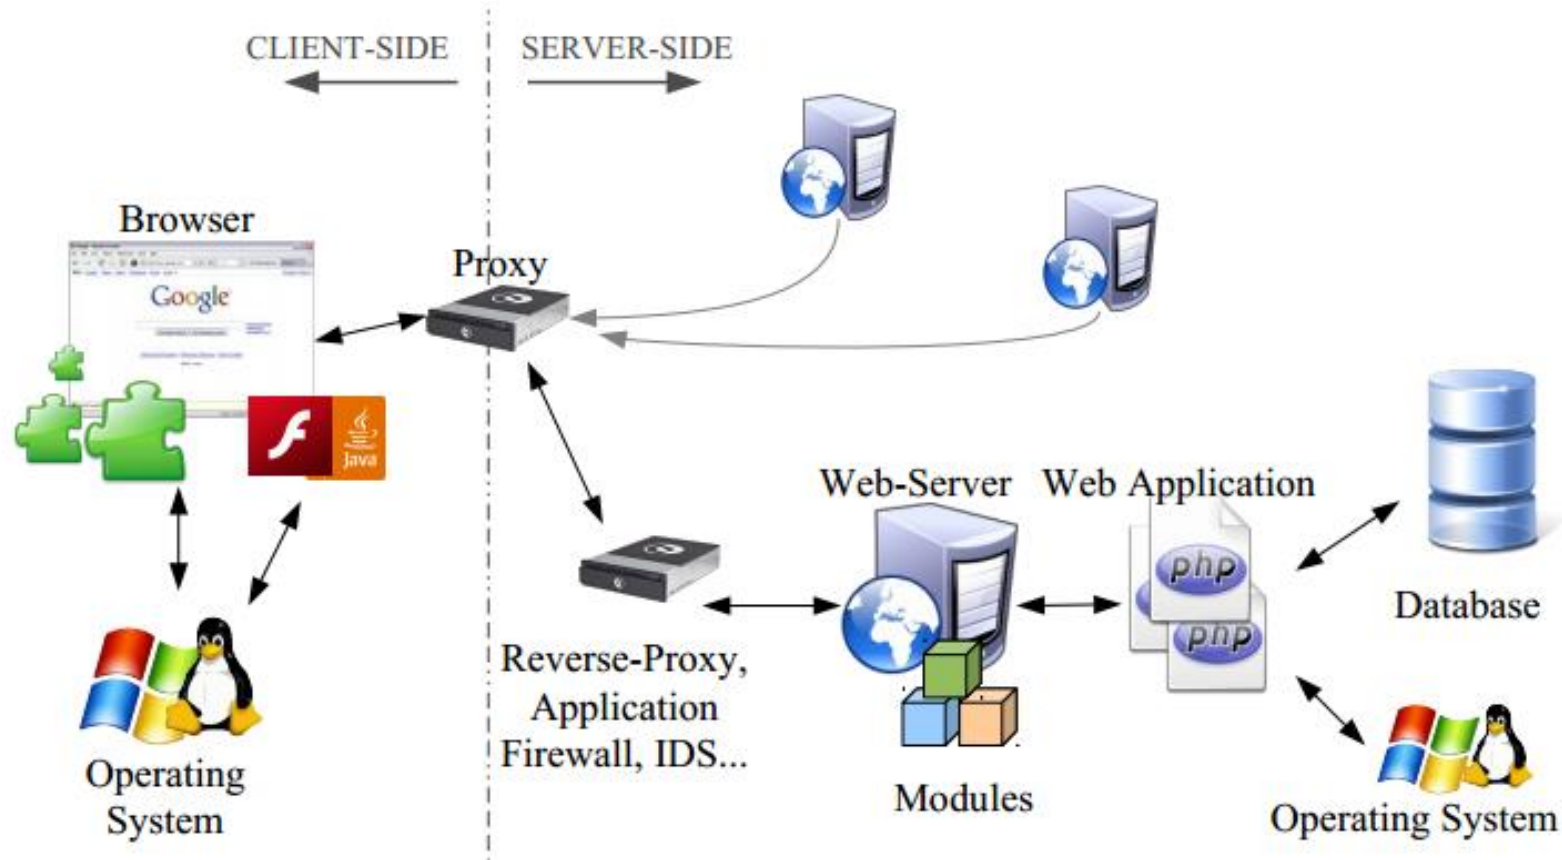 CLIENT-SIDE
SERVER-SIDE
Browser
Google
Proxy
Java
Web-Server
Web Application
php
php
Database
Reverse-Proxy,
Application
Firewall, IDS...
Modules
Operating
System
Operating System